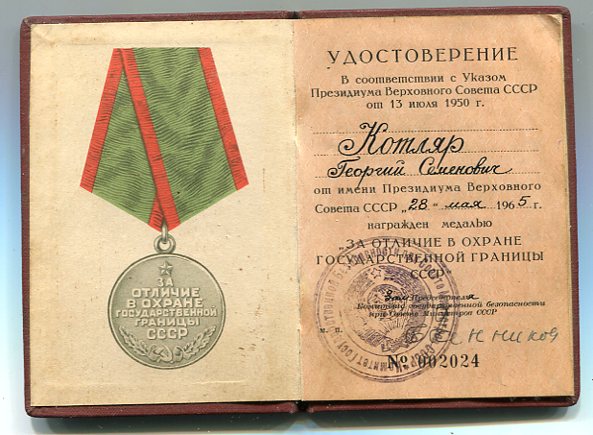 ЗА
ОТЛИЧИЕ
В ОХРАНЕ
ГОСУДАРСТВЕННОЙ
ГРАНИЦЫ
СССР
УДОСТОВЕРЕНИЕ
В соответствии с Указом
Президиума Верховного Совета СССР
от 13 июля 1950 г.
Котляр
Георгий Семенович
от имени Президиума Верховного
Совета СССР „28“ мая 1965 г.
награжден медалью
„ЗА ОТЛИЧИЕ В ОХРАНЕ
ГОСУДАРСТВЕННОЙ ГРАНИЦЫ
СССР
Зам Председателя
Комитета государственной безопасности
при Совете Министров СССР
м. п.
№ 002024